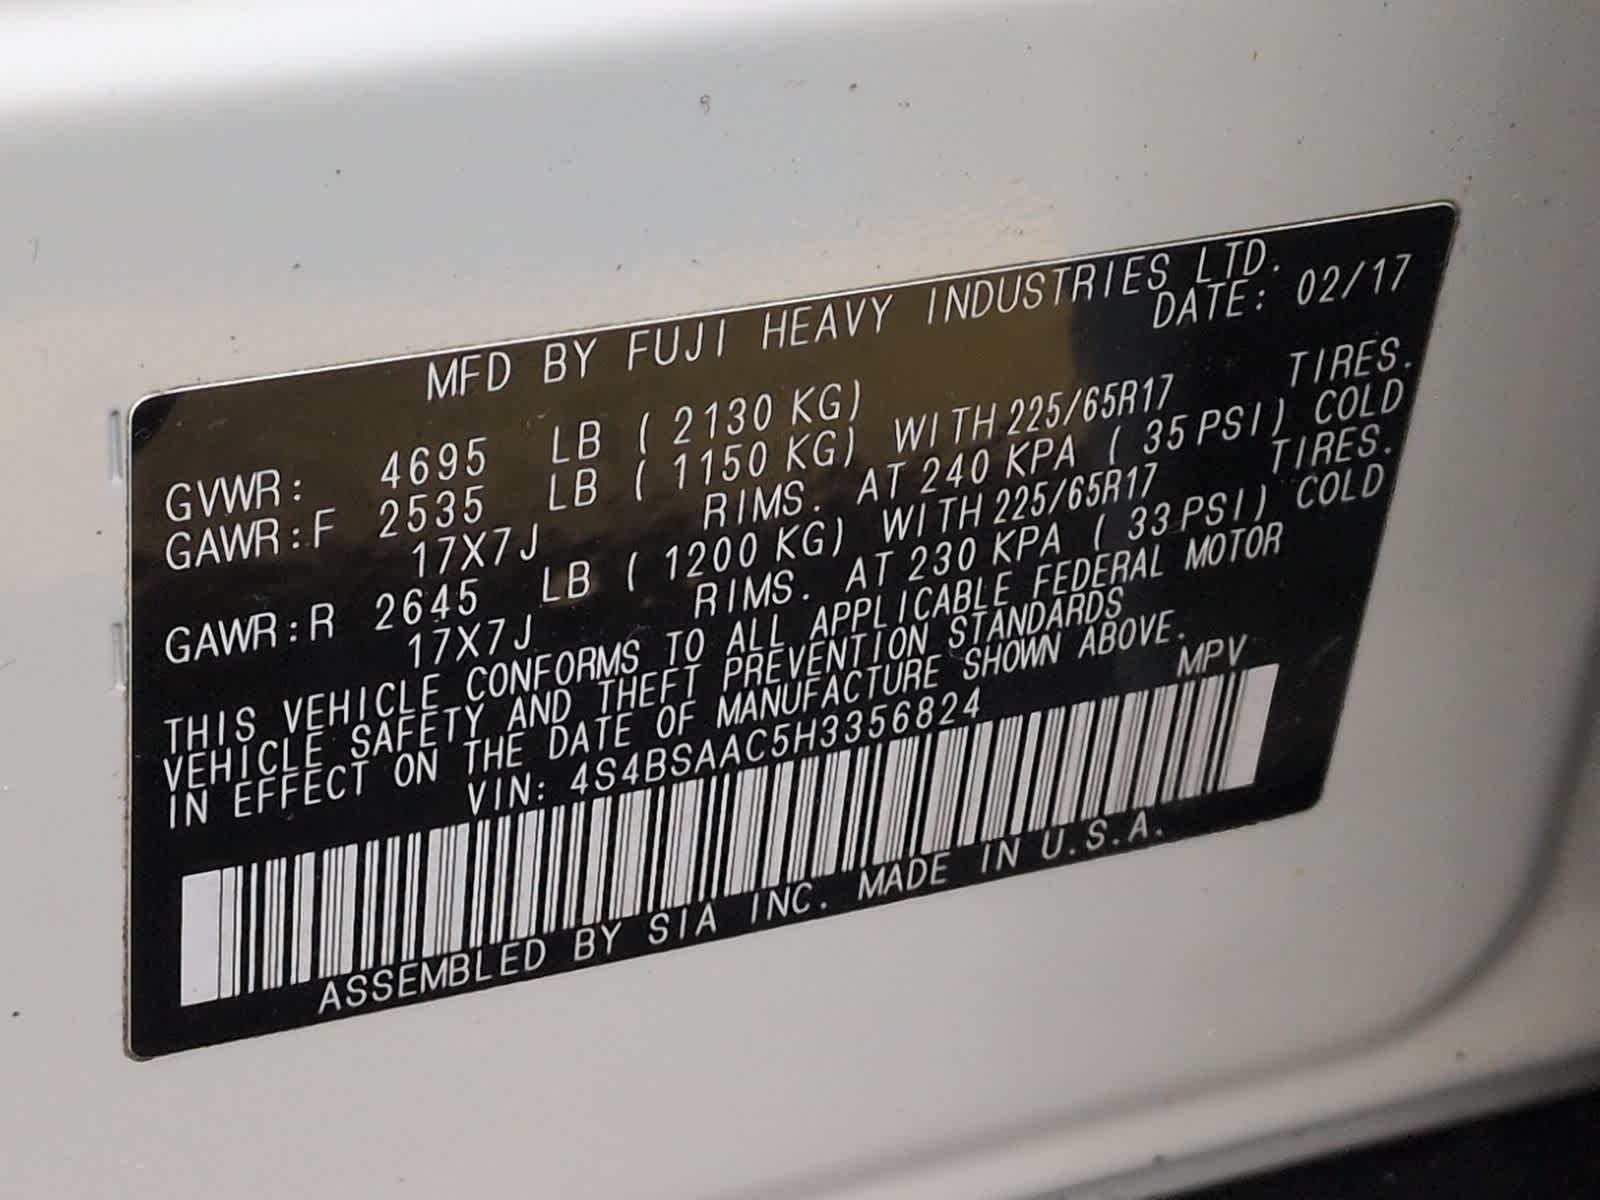 MFD BY FUJI HEAVY INDUSTRIES LTD.
DATE: 02/17
GVWR: 4695 LB ( 2130 KG)
GAWR:F 2535 LB ( 1150 KG) WITH 225/65R17 TIRES.
17X7J RIMS. AT 240 KPA ( 35 PSI) COLD
GAWR:R 2645 LB ( 1200 KG) WITH 225/65R17 TIRES.
17X7J RIMS. AT 230 KPA ( 33 PSI) COLD
THIS VEHICLE CONFORMS TO ALL APPLICABLE FEDERAL MOTOR
VEHICLE SAFETY AND THEFT PREVENTION STANDARDS
IN EFFECT ON THE DATE OF MANUFACTURE SHOWN ABOVE.
VIN: 4S4BSAAC5H3356824 MPV
ASSEMBLED BY SIA INC. MADE IN U.S.A.